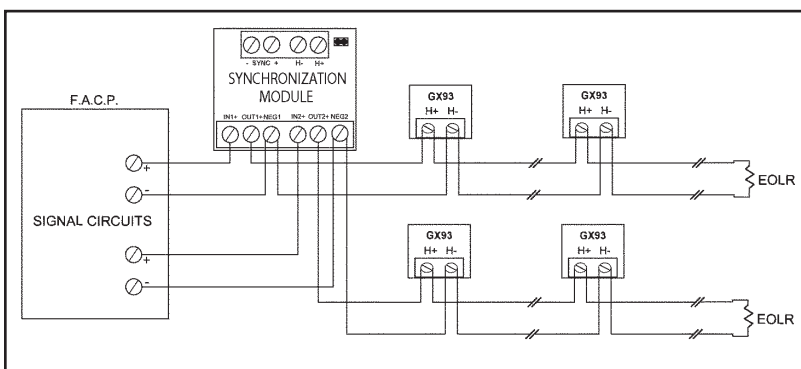 - SYNC + H- H+
SYNCHRONIZATION
MODULE
IN1+ OUT1+NEG1 IN2+ OUT2+ NEG2
F.A.C.P.
+
-
SIGNAL CIRCUITS
+
-
GX93
H+ H-
GX93
H+ H-
EOLR
GX93
H+ H-
GX93
H+ H-
EOLR